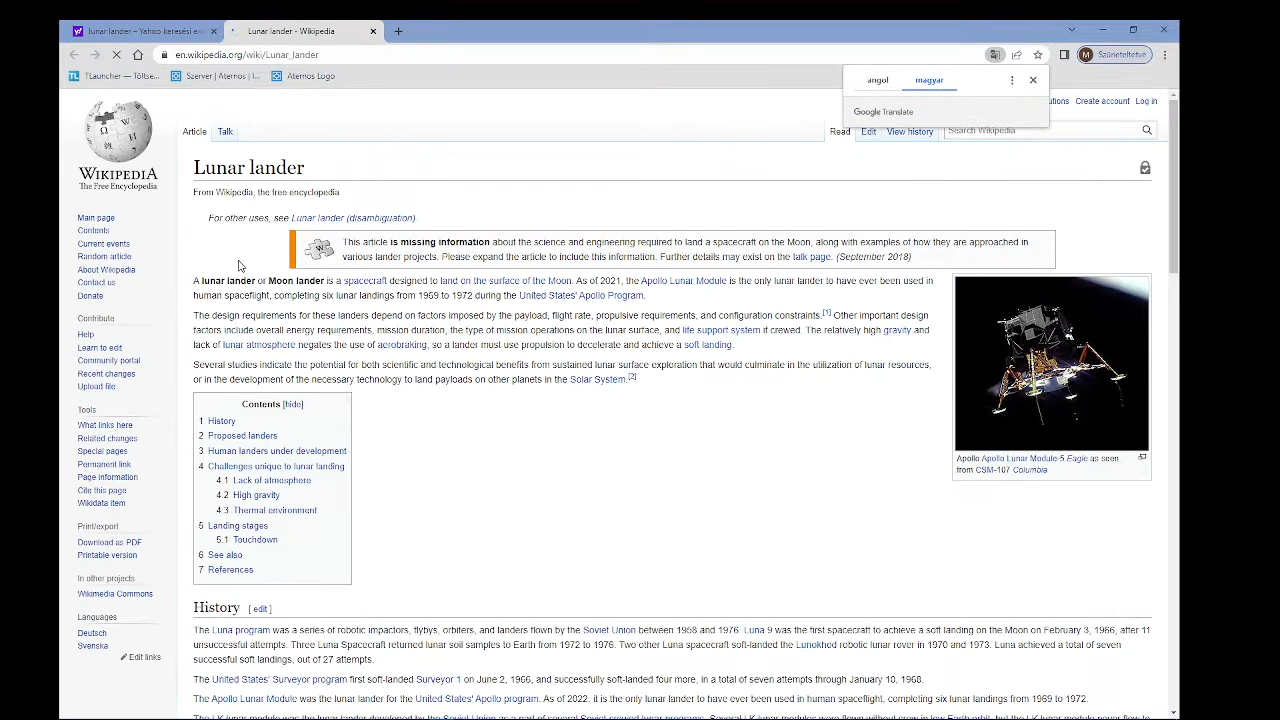 lunar lander – Yahoo keresési er
Lunar lander - Wikipedia
en.wikipedia.org/wiki/Lunar_lander
M Szüneteltetve
TLauncher — Töltse...
Szerver | Aternos | I...
Aternos Logo
angol
magyar
Google Translate
Create account
Log in
Article
Talk
Read
Edit
View history
Search Wikipedia
WIKIPEDIA
The Free Encyclopedia
Lunar lander
From Wikipedia, the free encyclopedia
For other uses, see Lunar lander (disambiguation).
This article is missing information about the science and engineering required to land a spacecraft on the Moon, along with examples of how they are approached in
various lander projects. Please expand the article to include this information. Further details may exist on the talk page. (September 2018)
A lunar lander or Moon lander is a spacecraft designed to land on the surface of the Moon. As of 2021, the Apollo Lunar Module is the only lunar lander to have ever been used in
human spaceflight, completing six lunar landings from 1969 to 1972 during the United States' Apollo Program.
The design requirements for these landers depend on factors imposed by the payload, flight rate, propulsive requirements, and configuration constraints.[1] Other important design
factors include overall energy requirements, mission duration, the type of mission operations on the lunar surface, and life support system if crewed. The relatively high gravity and
lack of lunar atmosphere negates the use of aerobraking, so a lander must use propulsion to decelerate and achieve a soft landing.
Several studies indicate the potential for both scientific and technological benefits from sustained lunar surface exploration that would culminate in the utilization of lunar resources,
or in the development of the necessary technology to land payloads on other planets in the Solar System.[2]
Apollo Apollo Lunar Module-5 Eagle as seen
from CSM-107 Columbia
Contents [hide]
1 History
2 Proposed landers
3 Human landers under development
4 Challenges unique to lunar landing
4.1 Lack of atmosphere
4.2 High gravity
4.3 Thermal environment
5 Landing stages
5.1 Touchdown
6 See also
7 References
History [ edit ]
The Luna program was a series of robotic impactors, flybys, orbiters, and landers flown by the Soviet Union between 1958 and 1976. Luna 9 was the first spacecraft to achieve a soft landing on the Moon on February 3, 1966, after 11
unsuccessful attempts. Three Luna Spacecraft returned lunar soil samples to Earth from 1972 to 1976. Two other Luna spacecraft soft-landed the Lunokhod robotic lunar rover in 1970 and 1973. Luna achieved a total of seven
successful soft landings, out of 27 attempts.
The United States' Surveyor program first soft-landed Surveyor 1 on June 2, 1966, and successfully soft-landed four more, in a total of seven attempts through January 10, 1968.
The Apollo Lunar Module was the lunar lander for the United States' Apollo program. As of 2022, it is the only lunar lander to have ever been used in human spaceflight, completing six lunar landings from 1969 to 1972.
Main page
Contents
Current events
Random article
About Wikipedia
Contact us
Donate
Contribute
Help
Learn to edit
Community portal
Recent changes
Upload file
Tools
What links here
Related changes
Special pages
Permanent link
Page information
Cite this page
Wikidata item
Print/export
Download as PDF
Printable version
In other projects
Wikimedia Commons
Languages
Deutsch
Svenska
Edit links